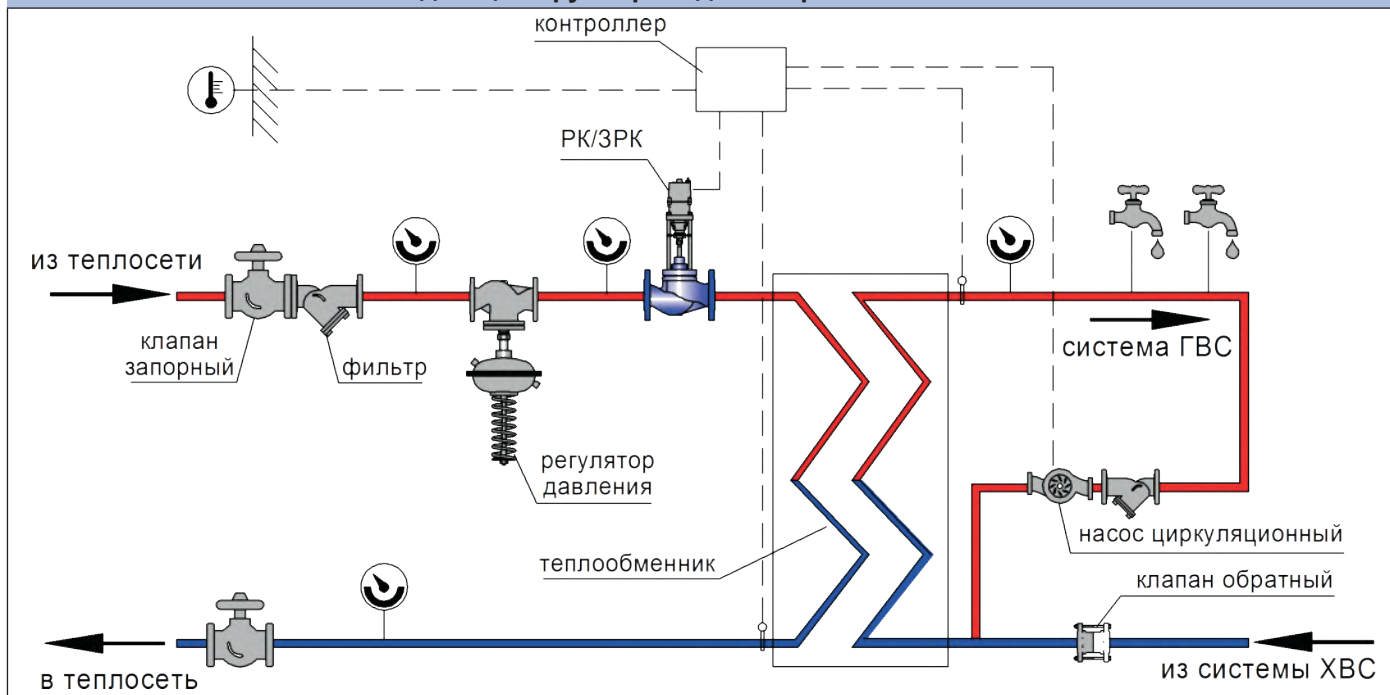 контроллер
РК/ЗРК
из теплосети
клапан
запорный
фильтр
регулятор
давления
система ГВС
насос циркуляционный
теплообменник
клапан обратный
в теплосеть
из системы ХВС